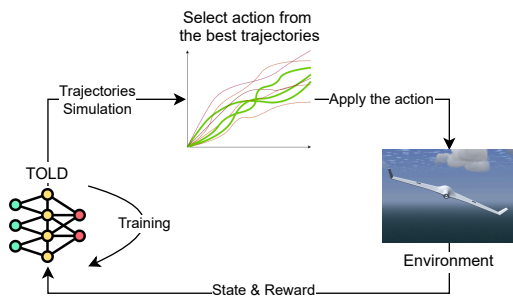 Select action from
the best trajectories
Trajectories
Simulation
Apply the action
TOLD
Training
Environment
State & Reward